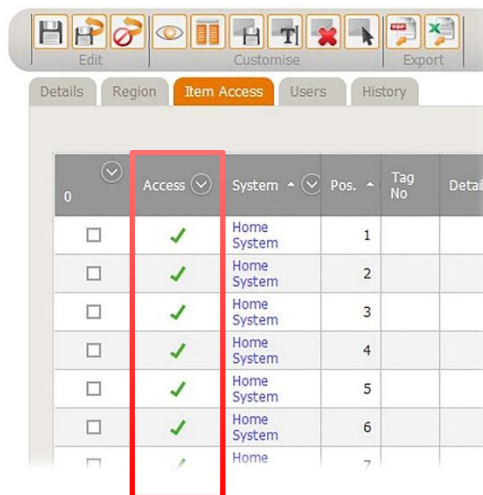 Edit Customise Export
Details Region Item Access Users History
0 Access System Pos. Tag
No Detai
Home
System 1
Home
System 2
Home
System 3
Home
System 4
Home
System 5
Home
System 6
Home 7